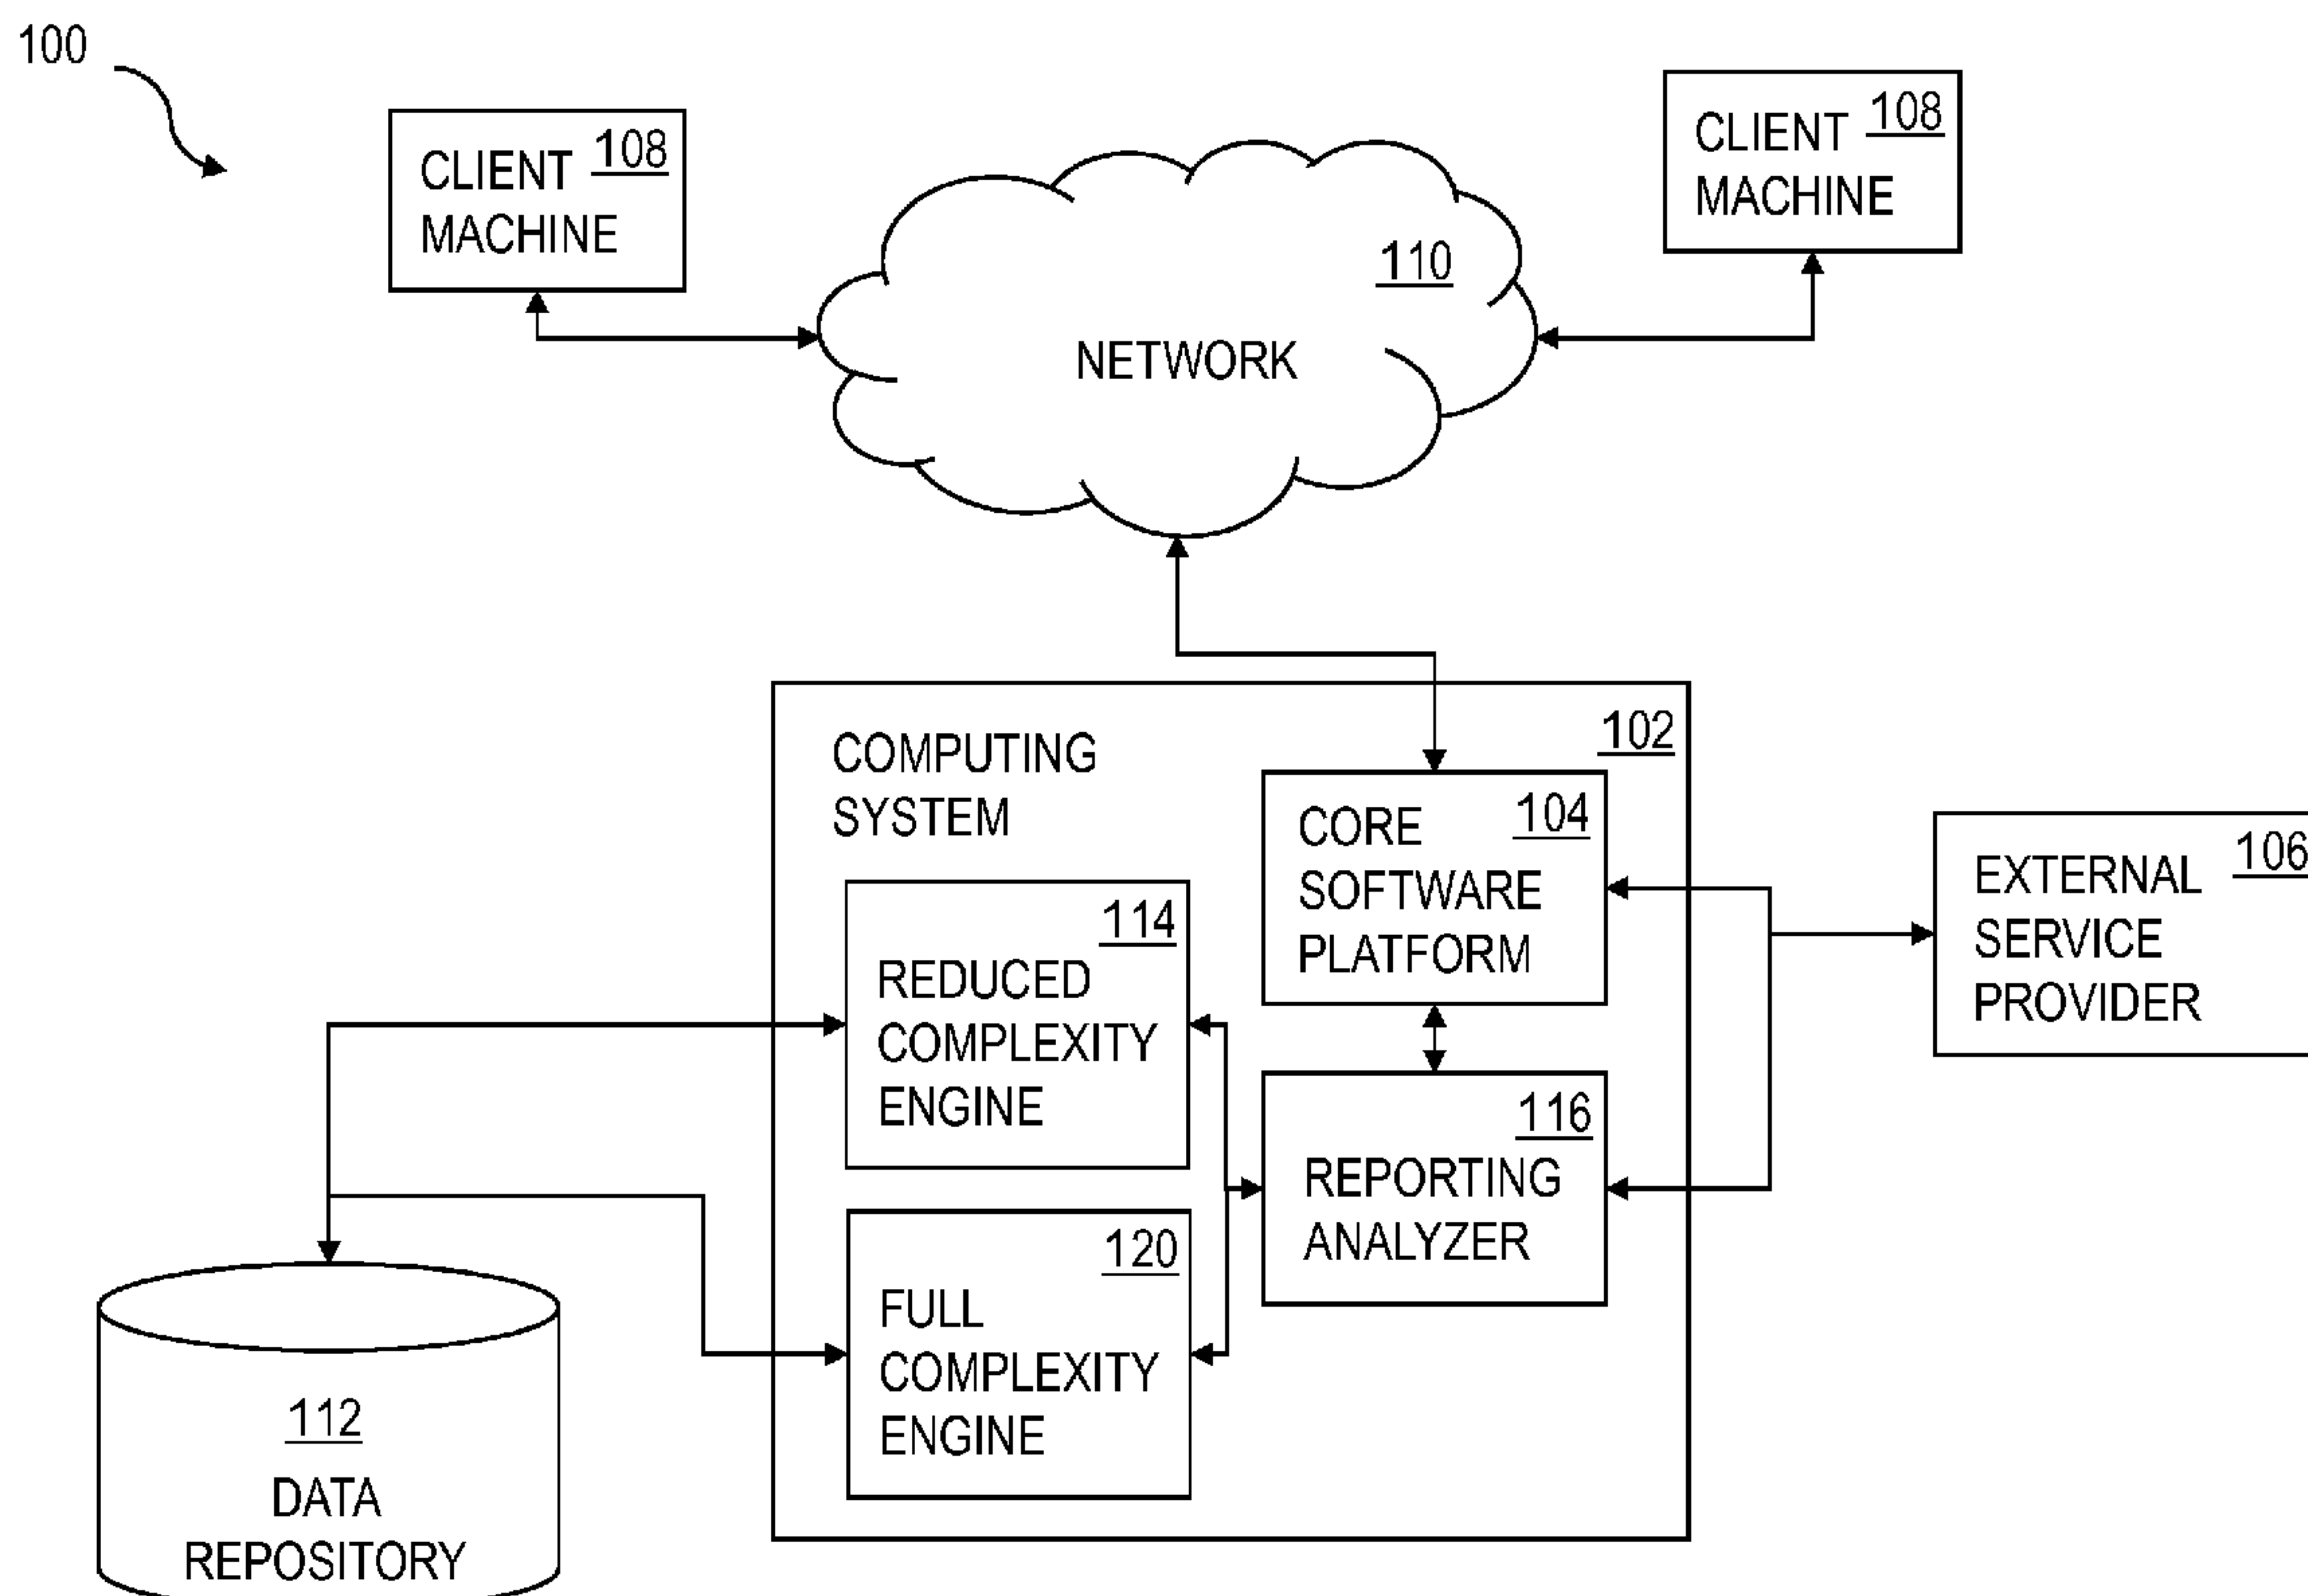 100
CLIENT 108
MACHINE
CLIENT 108
MACHINE
110
NETWORK
COMPUTING
SYSTEM
102
CORE 104
SOFTWARE
PLATFORM
EXTERNAL 106
SERVICE
PROVIDER
114
REDUCED
COMPLEXITY
ENGINE
116
REPORTING
ANALYZER
120
FULL
COMPLEXITY
ENGINE
112
DATA
REPOSITORY